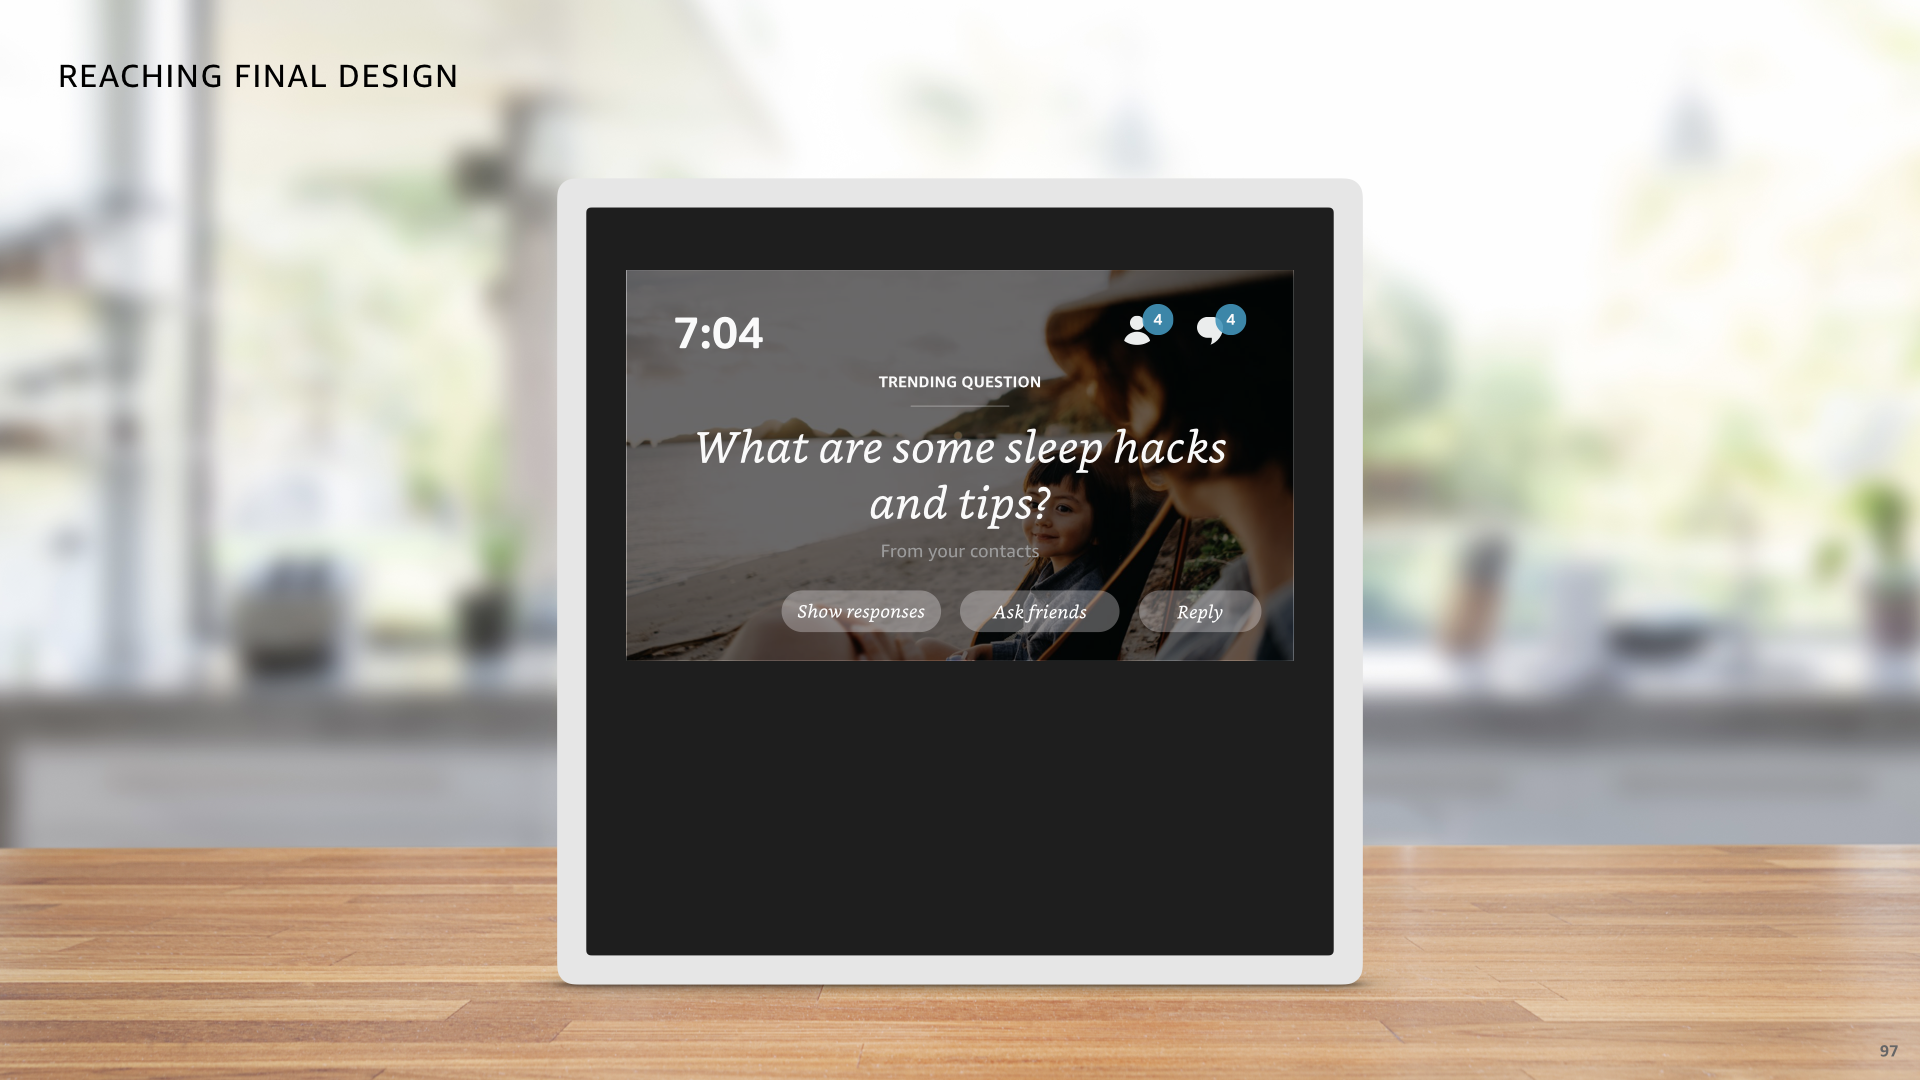 REACHING FINAL DESIGN
7:04
4
4
TRENDING QUESTION
What are some sleep hacks
and tips?
From your contacts
Show responses
Ask friends
Reply
97